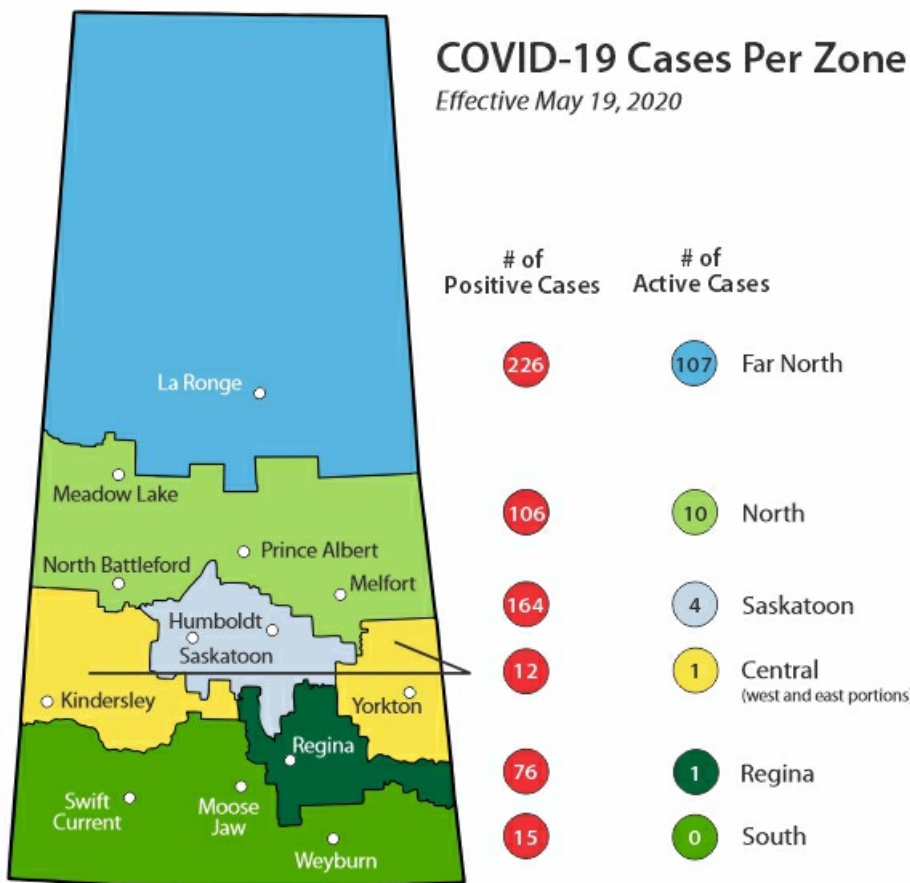 COVID-19 Cases Per Zone
Effective May 19, 2020
# of
Positive Cases
# of
Active Cases
226
107
Far North
106
10
North
164
4
Saskatoon
12
1
Central
(west and east portions)
76
1
Regina
15
0
South
La Ronge
Meadow Lake
Prince Albert
North Battleford
Melfort
Humboldt
Saskatoon
Kindersley
Yorkton
Regina
Swift
Current
Moose
Jaw
Weyburn